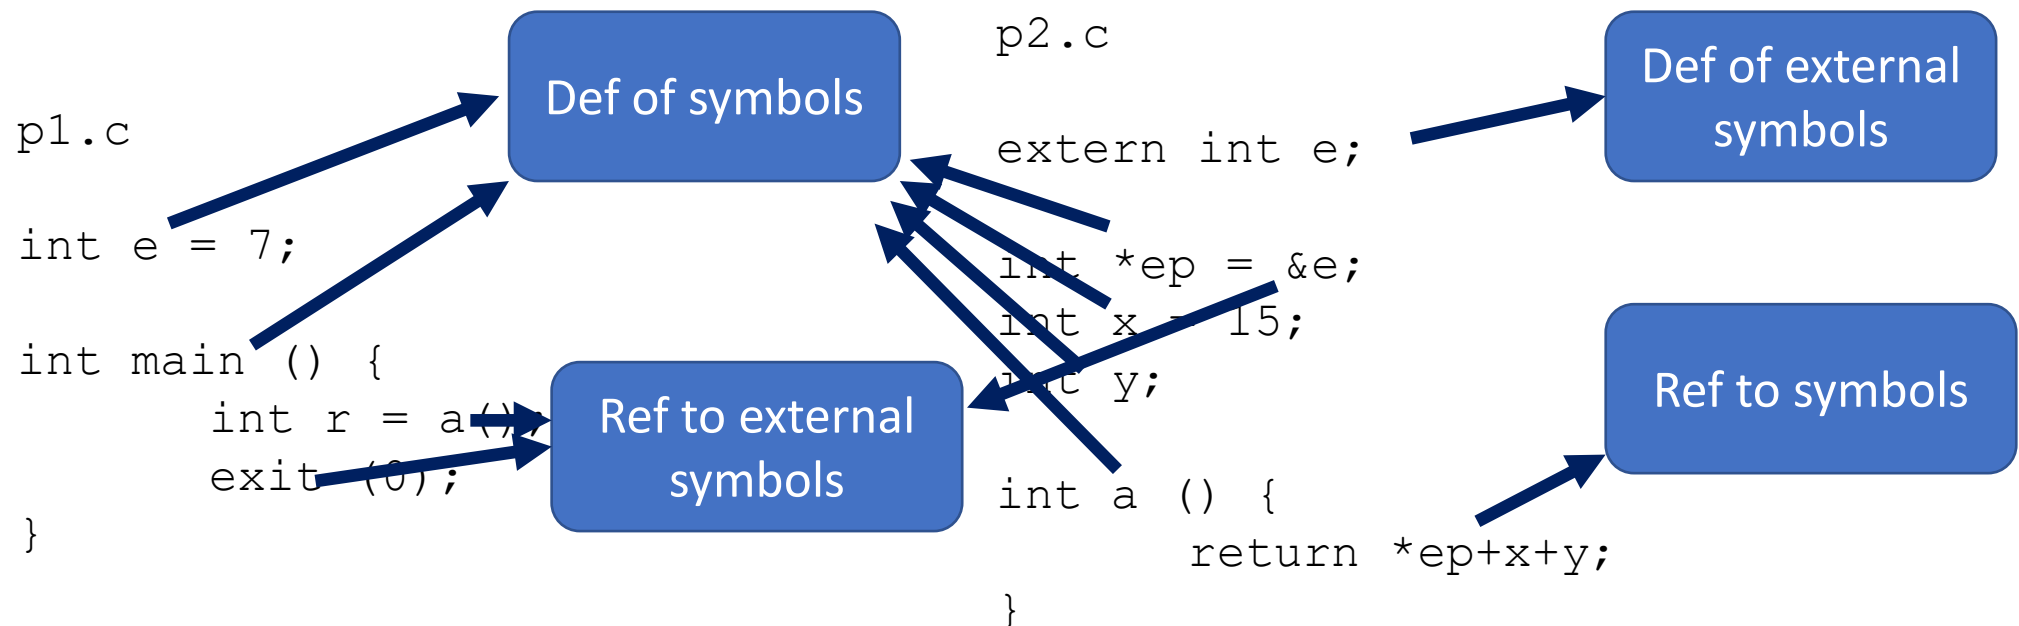 p1.c
int e = 7;
int main () {
int r = a();
exit (0);
}
Def of symbols
Ref to external
symbols
p2.c
extern int e;
int *ep = &e;
int x = 15;
int y;
int a () {
return *ep+x+y;
}
Def of external
symbols
Ref to symbols